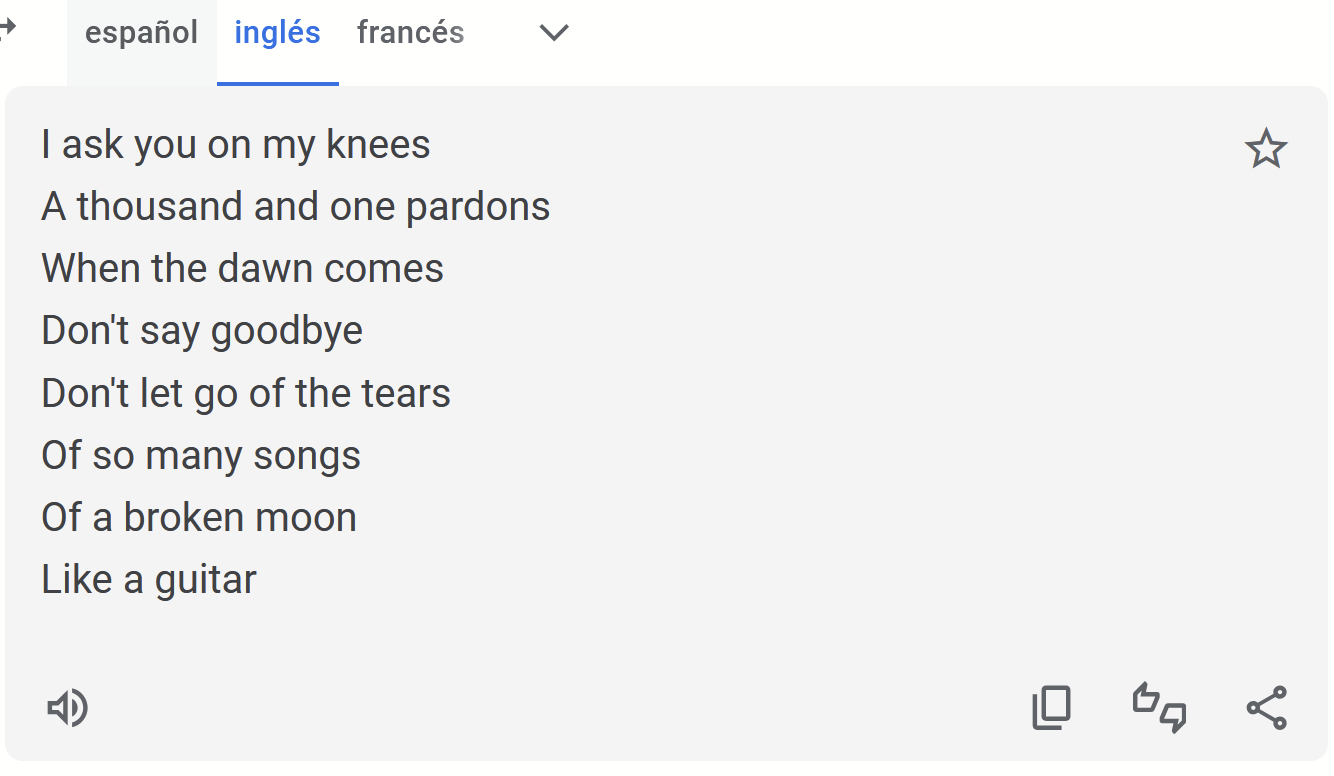 español inglés francés
I ask you on my knees
A thousand and one pardons
When the dawn comes
Don't say goodbye
Don't let go of the tears
Of so many songs
Of a broken moon
Like a guitar